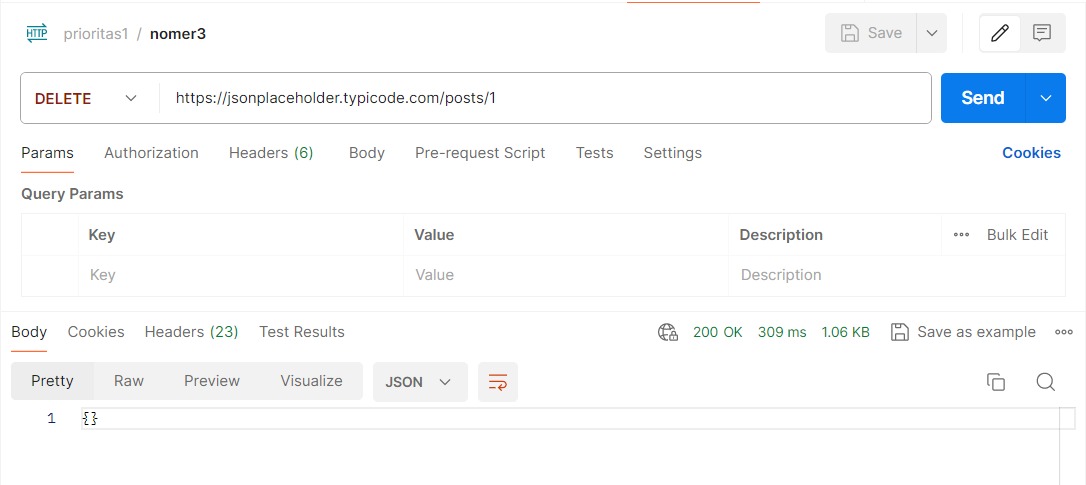 HTTP prioritas1 / nomer3 Save
DELETE https://jsonplaceholder.typicode.com/posts/1 Send
Params Authorization Headers (6) Body Pre-request Script Tests Settings Cookies
Query Params
Key Value Description ••• Bulk Edit
Key Value Description
Body Cookies Headers (23) Test Results 200 OK 309 ms 1.06 KB Save as example •••
Pretty Raw Preview Visualize JSON
1 {}